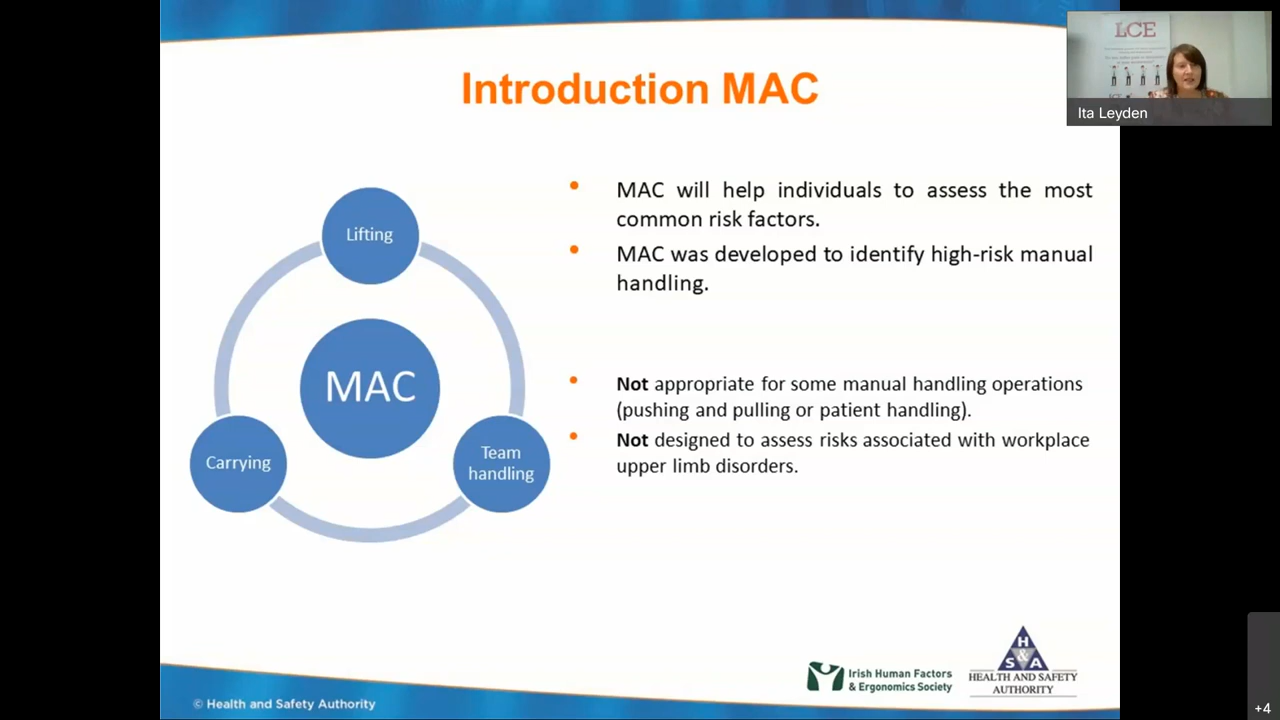 Introduction MAC
LCE
Ita Leyden
Lifting
MAC
Carrying
Team
handling
• MAC will help individuals to assess the most
common risk factors.
• MAC was developed to identify high-risk manual
handling.
• Not appropriate for some manual handling operations
(pushing and pulling or patient handling).
• Not designed to assess risks associated with workplace
upper limb disorders.
Irish Human Factors
& Ergonomics Society
H
S & A
HEALTH AND SAFETY
AUTHORITY
© Health and Safety Authority
+4